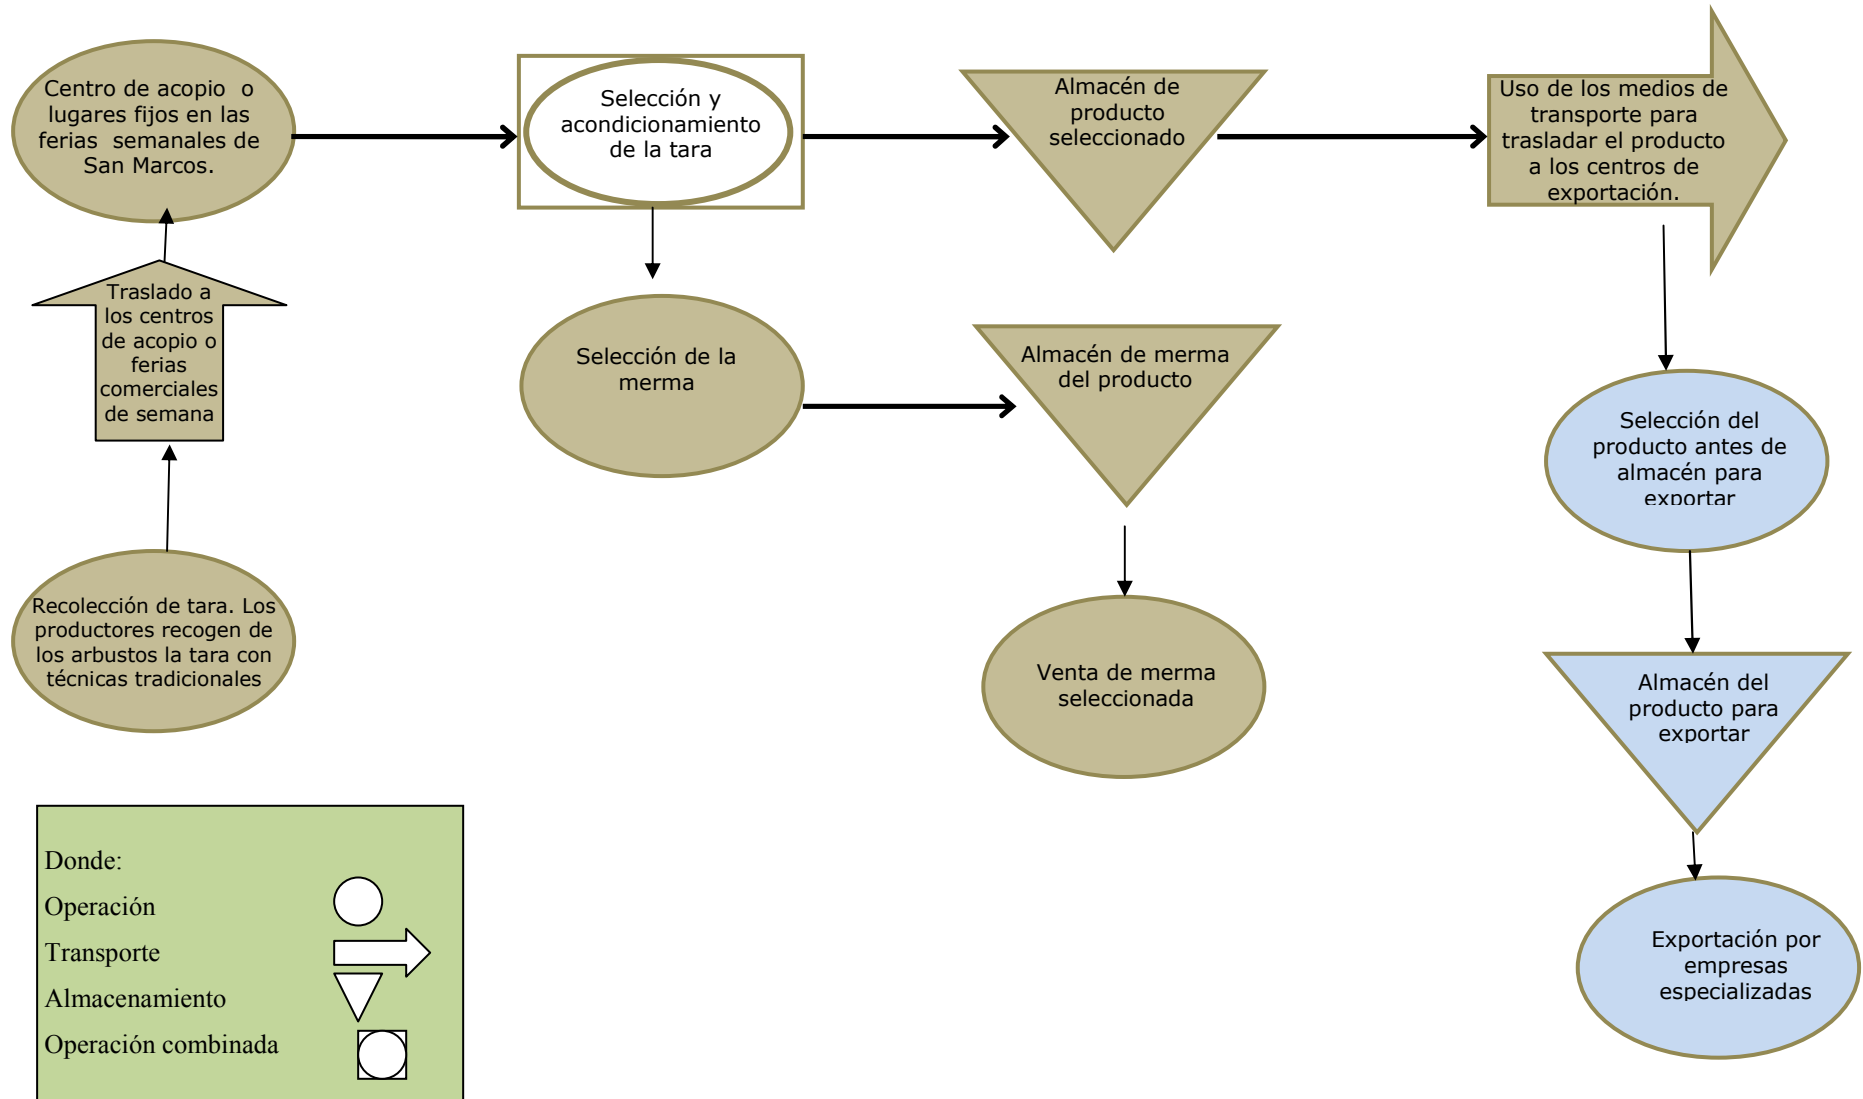 Centro de acopio  o
lugares fijos en las
ferias  semanales de
San Marcos.
Selección y
acondicionamiento
de la tara
Almacén de
producto
seleccionado
Uso de los medios de
transporte para
trasladar el producto
a los centros de
exportación.
Traslado a
los centros
de acopio o
ferias
comerciales
de semana
Selección de la
merma
Almacén de merma
del producto
Selección del
producto antes de
almacén para
exportar
Recolección de tara. Los
productores recogen de
los arbustos la tara con
técnicas tradicionales
Venta de merma
seleccionada
Almacén del
producto para
exportar
Donde:
Operación
Transporte
Almacenamiento
Operación combinada
Exportación por
empresas
especializadas